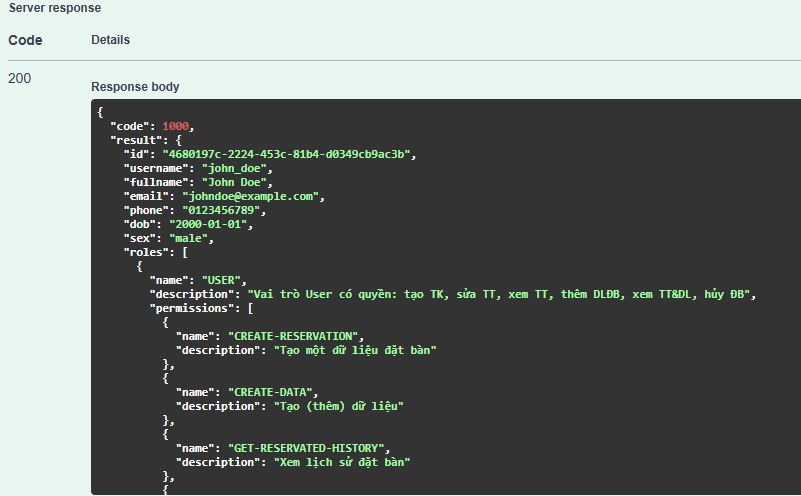 Server response
Code Details
200
Response body
{
"code": 1000,
"result": {
"id": "4680197c-2224-453c-81b4-d0349cb9ac3b",
"username": "john_doe",
"fullname": "John Doe",
"email": "johndoe@example.com",
"phone": "0123456789",
"dob": "2000-01-01",
"sex": "male",
"roles": [
{
"name": "USER",
"description": "Vai trò User có quyền: tạo TK, sửa TT, xem TT, thêm DLĐB, xem TT&DL, hủy ĐB",
"permissions": [
{
"name": "CREATE-RESERVATION",
"description": "Tạo một dữ liệu đặt bàn"
},
{
"name": "CREATE-DATA",
"description": "Tạo (thêm) dữ liệu"
},
{
"name": "GET-RESERVATED-HISTORY",
"description": "Xem lịch sử đặt bàn"
},
{